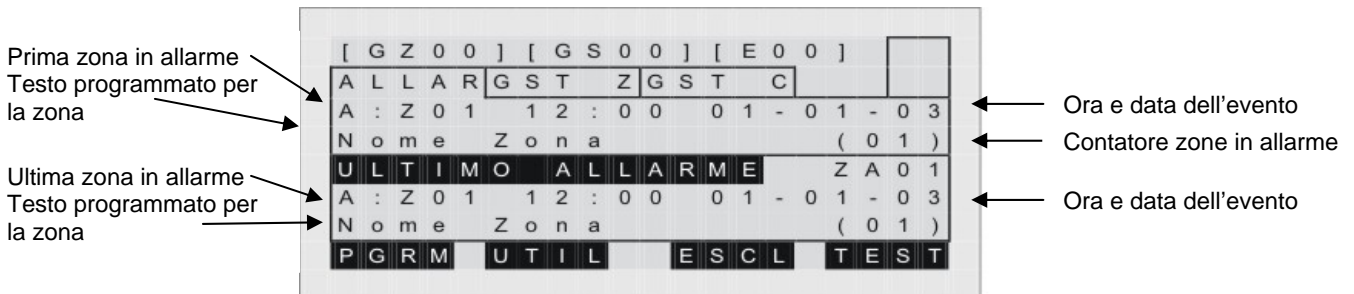 Prima zona in allarme
Testo programmato per
la zona
Ultima zona in allarme
Testo programmato per
la zona
[GZ00][GS00][E00]
ALLARGST ZGST C
A:Z01 12:00 01-01-03
Nome Zona (01)
ULTIMO ALLARME ZA01
A:Z01 12:00 01-01-03
Nome Zona (01)
PGRM UTIL ESCL TEST
Ora e data dell'evento
Contatore zone in allarme
Ora e data dell'evento